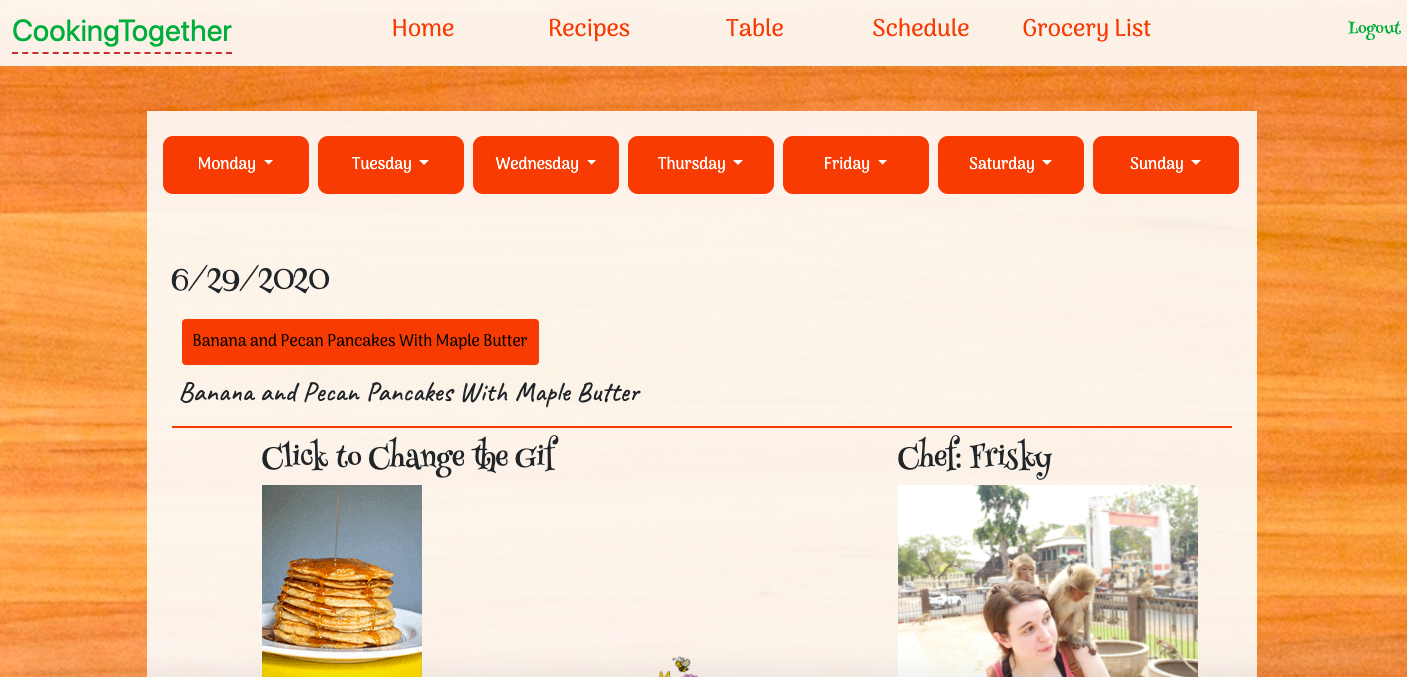 CookingTogether
Home Recipes Table Schedule Grocery List Logout
Monday Tuesday Wednesday Thursday Friday Saturday Sunday
6/29/2020
Banana and Pecan Pancakes With Maple Butter
Banana and Pecan Pancakes With Maple Butter
Click to Change the Gif
Chef: Frisky